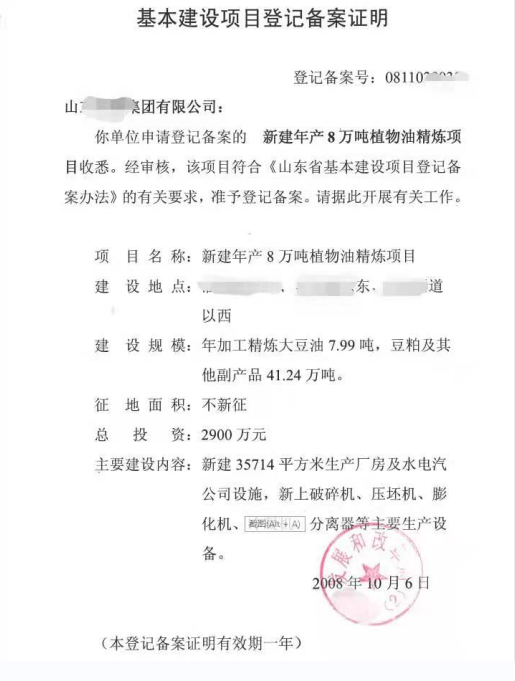 基本建设项目登记备案证明
登记备案号：081102
山 集团有限公司：
你单位申请登记备案的 新建年产8万吨植物油精炼项
目收悉。经审核，该项目符合《山东省基本建设项目登记备
案办法》的有关要求，准予登记备案。请据此开展有关工作。
项目名称：新建年产8万吨植物油精炼项目
建设地点： 、 东、 道
以西
建设规模：年加工精炼大豆油7.99吨，豆粕及其
他副产品41.24万吨。
征地面积：不新征
总投资：2900万元
主要建设内容：新建35714平方米生产厂房及水电汽
公司设施，新上破碎机、压坯机、膨
化机、 截图(Alt + A) 分离器等主要生产设
备。
发展和改
2008年10月6日
（本登记备案证明有效期一年）